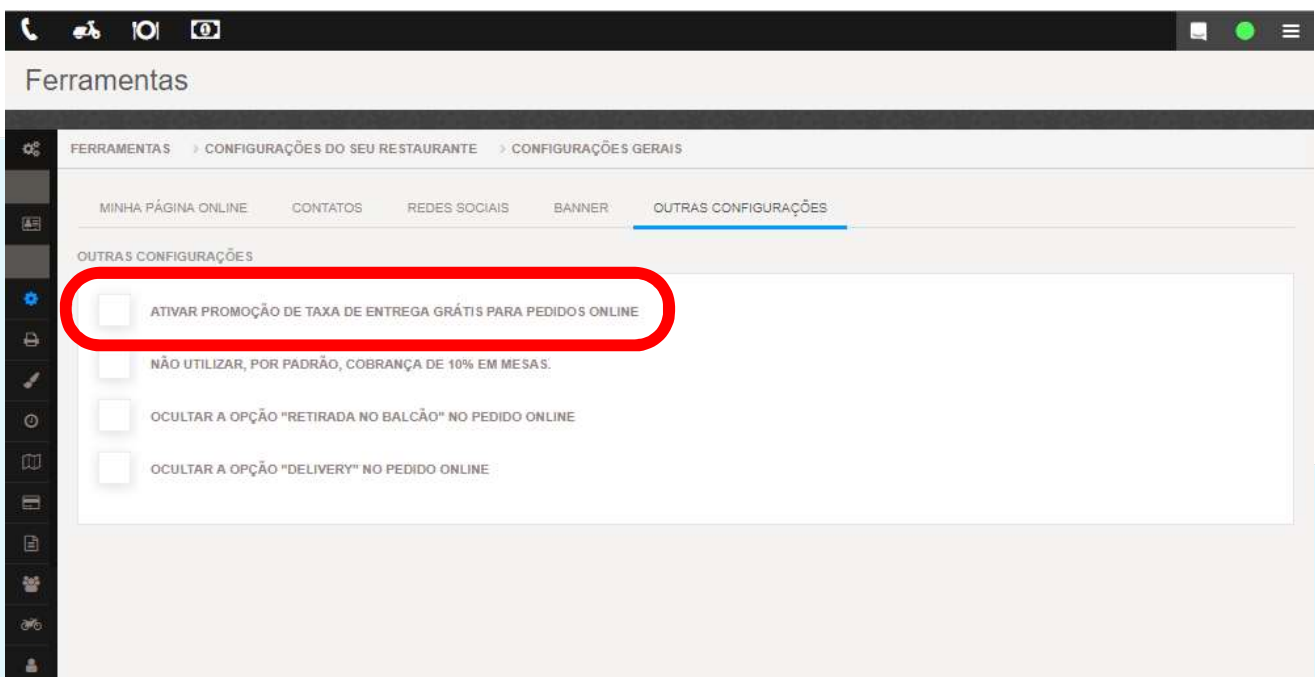 Ferramentas
FERRAMENTAS > CONFIGURAÇÕES DO SEU RESTAURANTE > CONFIGURAÇÕES GERAIS
MINHA PÁGINA ONLINE CONTATOS REDES SOCIAIS BANNER OUTRAS CONFIGURAÇÕES
OUTRAS CONFIGURAÇÕES
ATIVAR PROMOÇÃO DE TAXA DE ENTREGA GRÁTIS PARA PEDIDOS ONLINE
NÃO UTILIZAR, POR PADRÃO, COBRANÇA DE 10% EM MESAS.
OCULTAR A OPÇÃO "RETIRADA NO BALCÃO" NO PEDIDO ONLINE
OCULTAR A OPÇÃO "DELIVERY" NO PEDIDO ONLINE